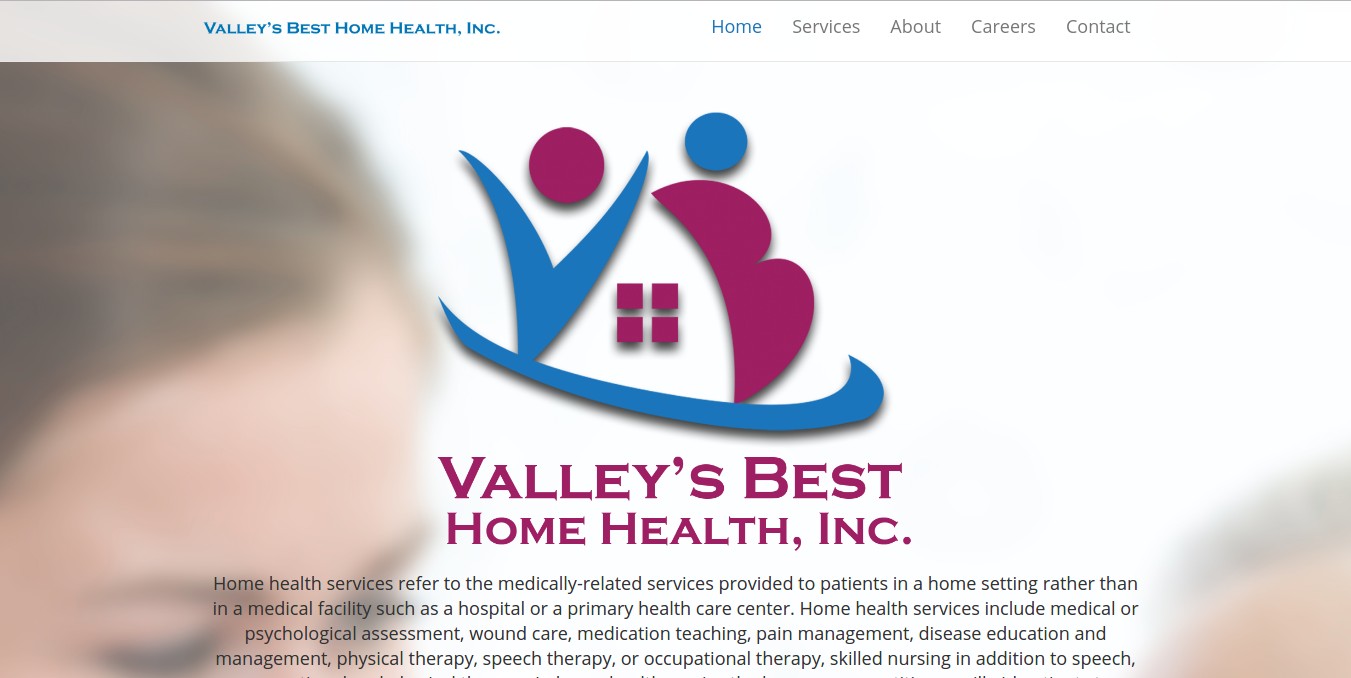 VALLEY'S BEST HOME HEALTH, INC.
Home Services About Careers Contact
VALLEY'S BEST
HOME HEALTH, INC.
Home health services refer to the medically-related services provided to patients in a home setting rather than
in a medical facility such as a hospital or a primary health care center. Home health services include medical or
psychological assessment, wound care, medication teaching, pain management, disease education and
management, physical therapy, speech therapy, or occupational therapy, skilled nursing in addition to speech,